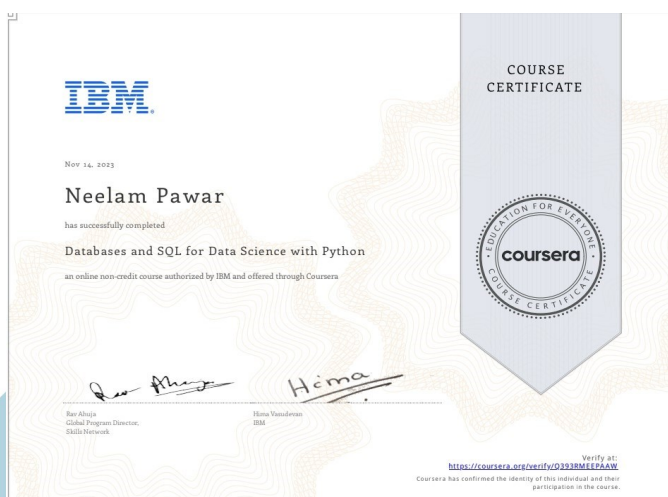 IBM
COURSE
CERTIFICATE
Nov 14, 2023
Neelam Pawar
has successfully completed
Databases and SQL for Data Science with Python
an online non-credit course authorized by IBM and offered through Coursera
EDUCATION FOR EVERYONE
coursera
COURSE CERTIFICATE
Hima
Rav Ahuja
Global Program Director,
Skills Network
Hima Vasudevan
IBM
Verify at:
https://coursera.org/verify/Q393RMEEPAAW
Coursera has confirmed the identity of this individual and their
participation in the course.